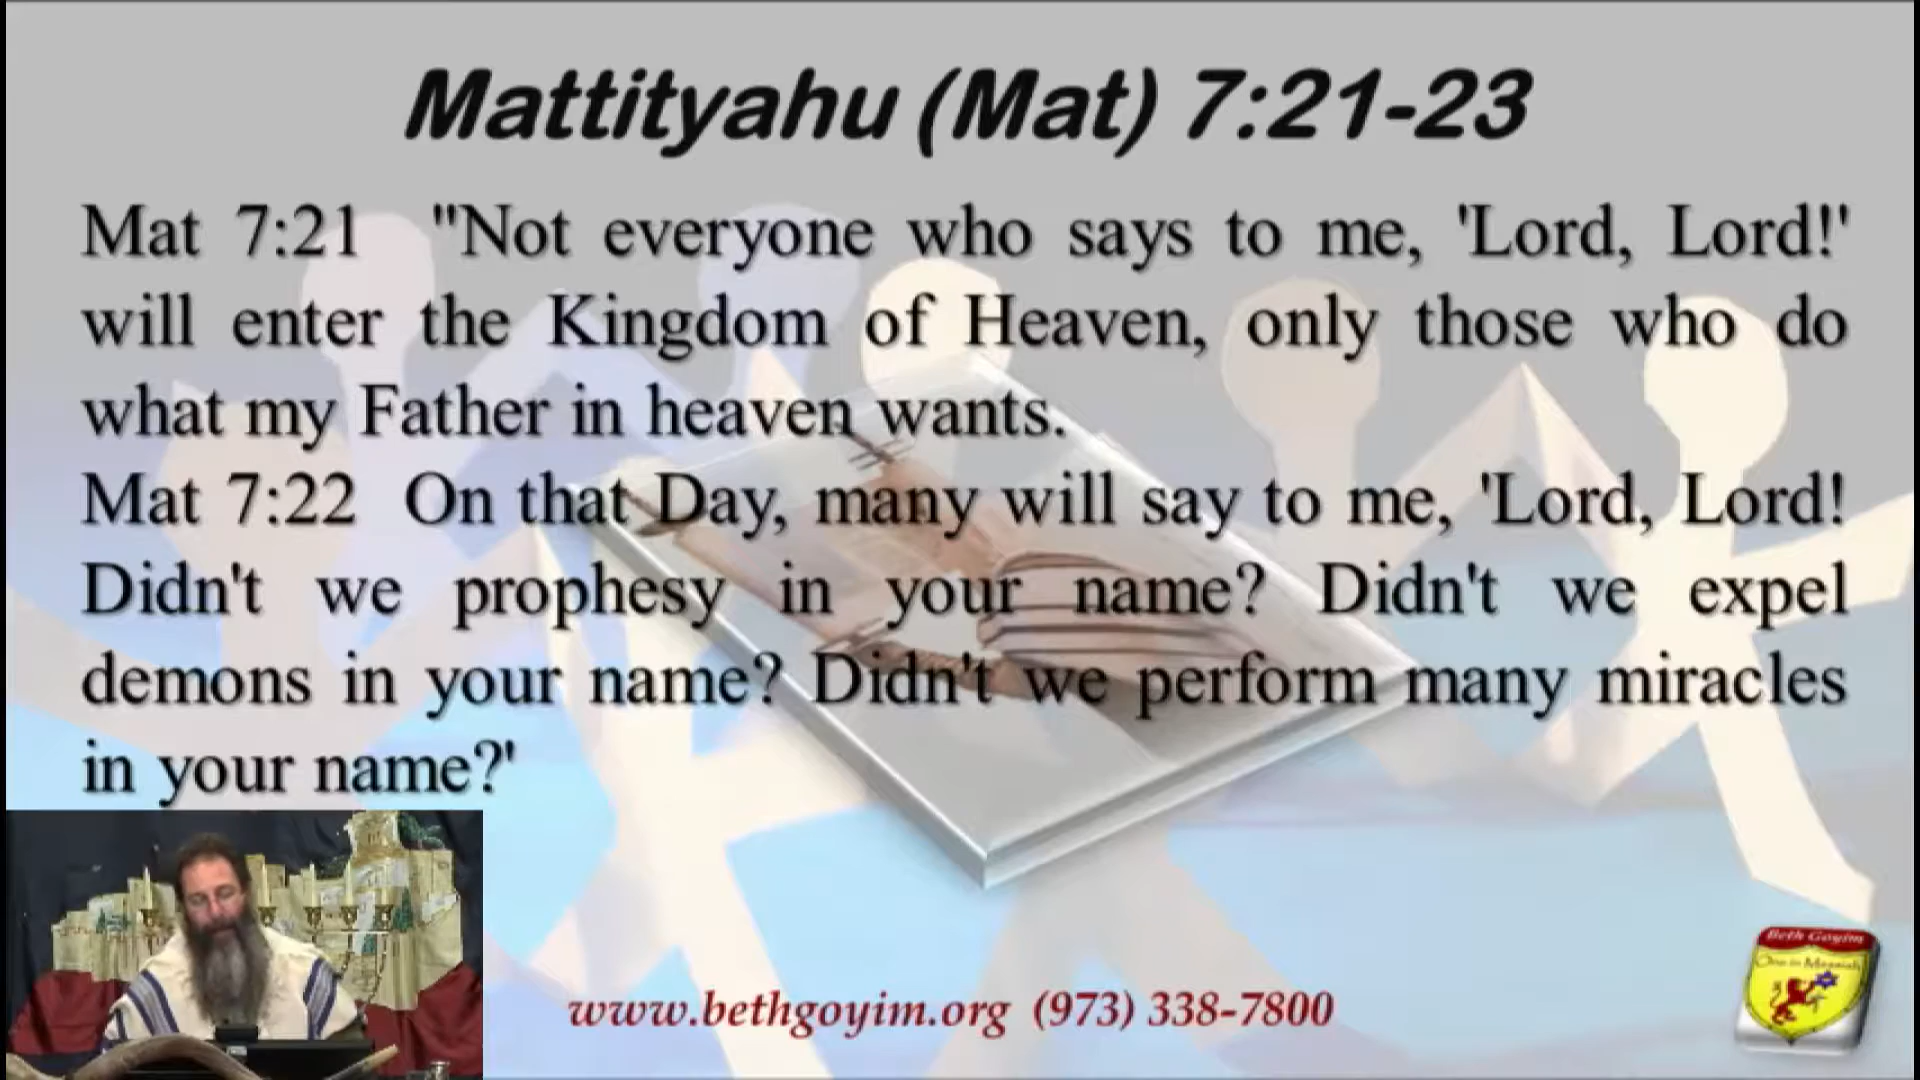 Mattityahu (Mat) 7:21-23
Mat 7:21 "Not everyone who says to me, 'Lord, Lord!'
will enter the Kingdom of Heaven, only those who do
what my Father in heaven wants.
Mat 7:22 On that Day, many will say to me, 'Lord, Lord!
Didn't we prophesy in your name? Didn't we expel
demons in your name? Didn't we perform many miracles
in your name?'
www.bethgoyim.org (973) 338-7800
Beth Goyim
One in Messiah